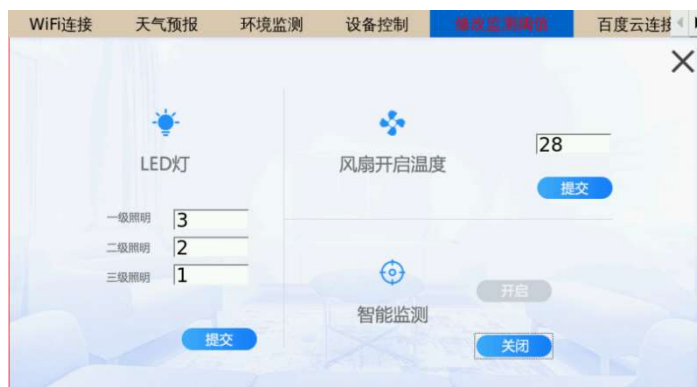 WiFi连接 天气预报 环境监测 设备控制 修改监测阈值 百度云连接
LED灯
一级照明 3
二级照明 2
三级照明 1
提交
风扇开启温度 28
提交
智能监测
开启
关闭